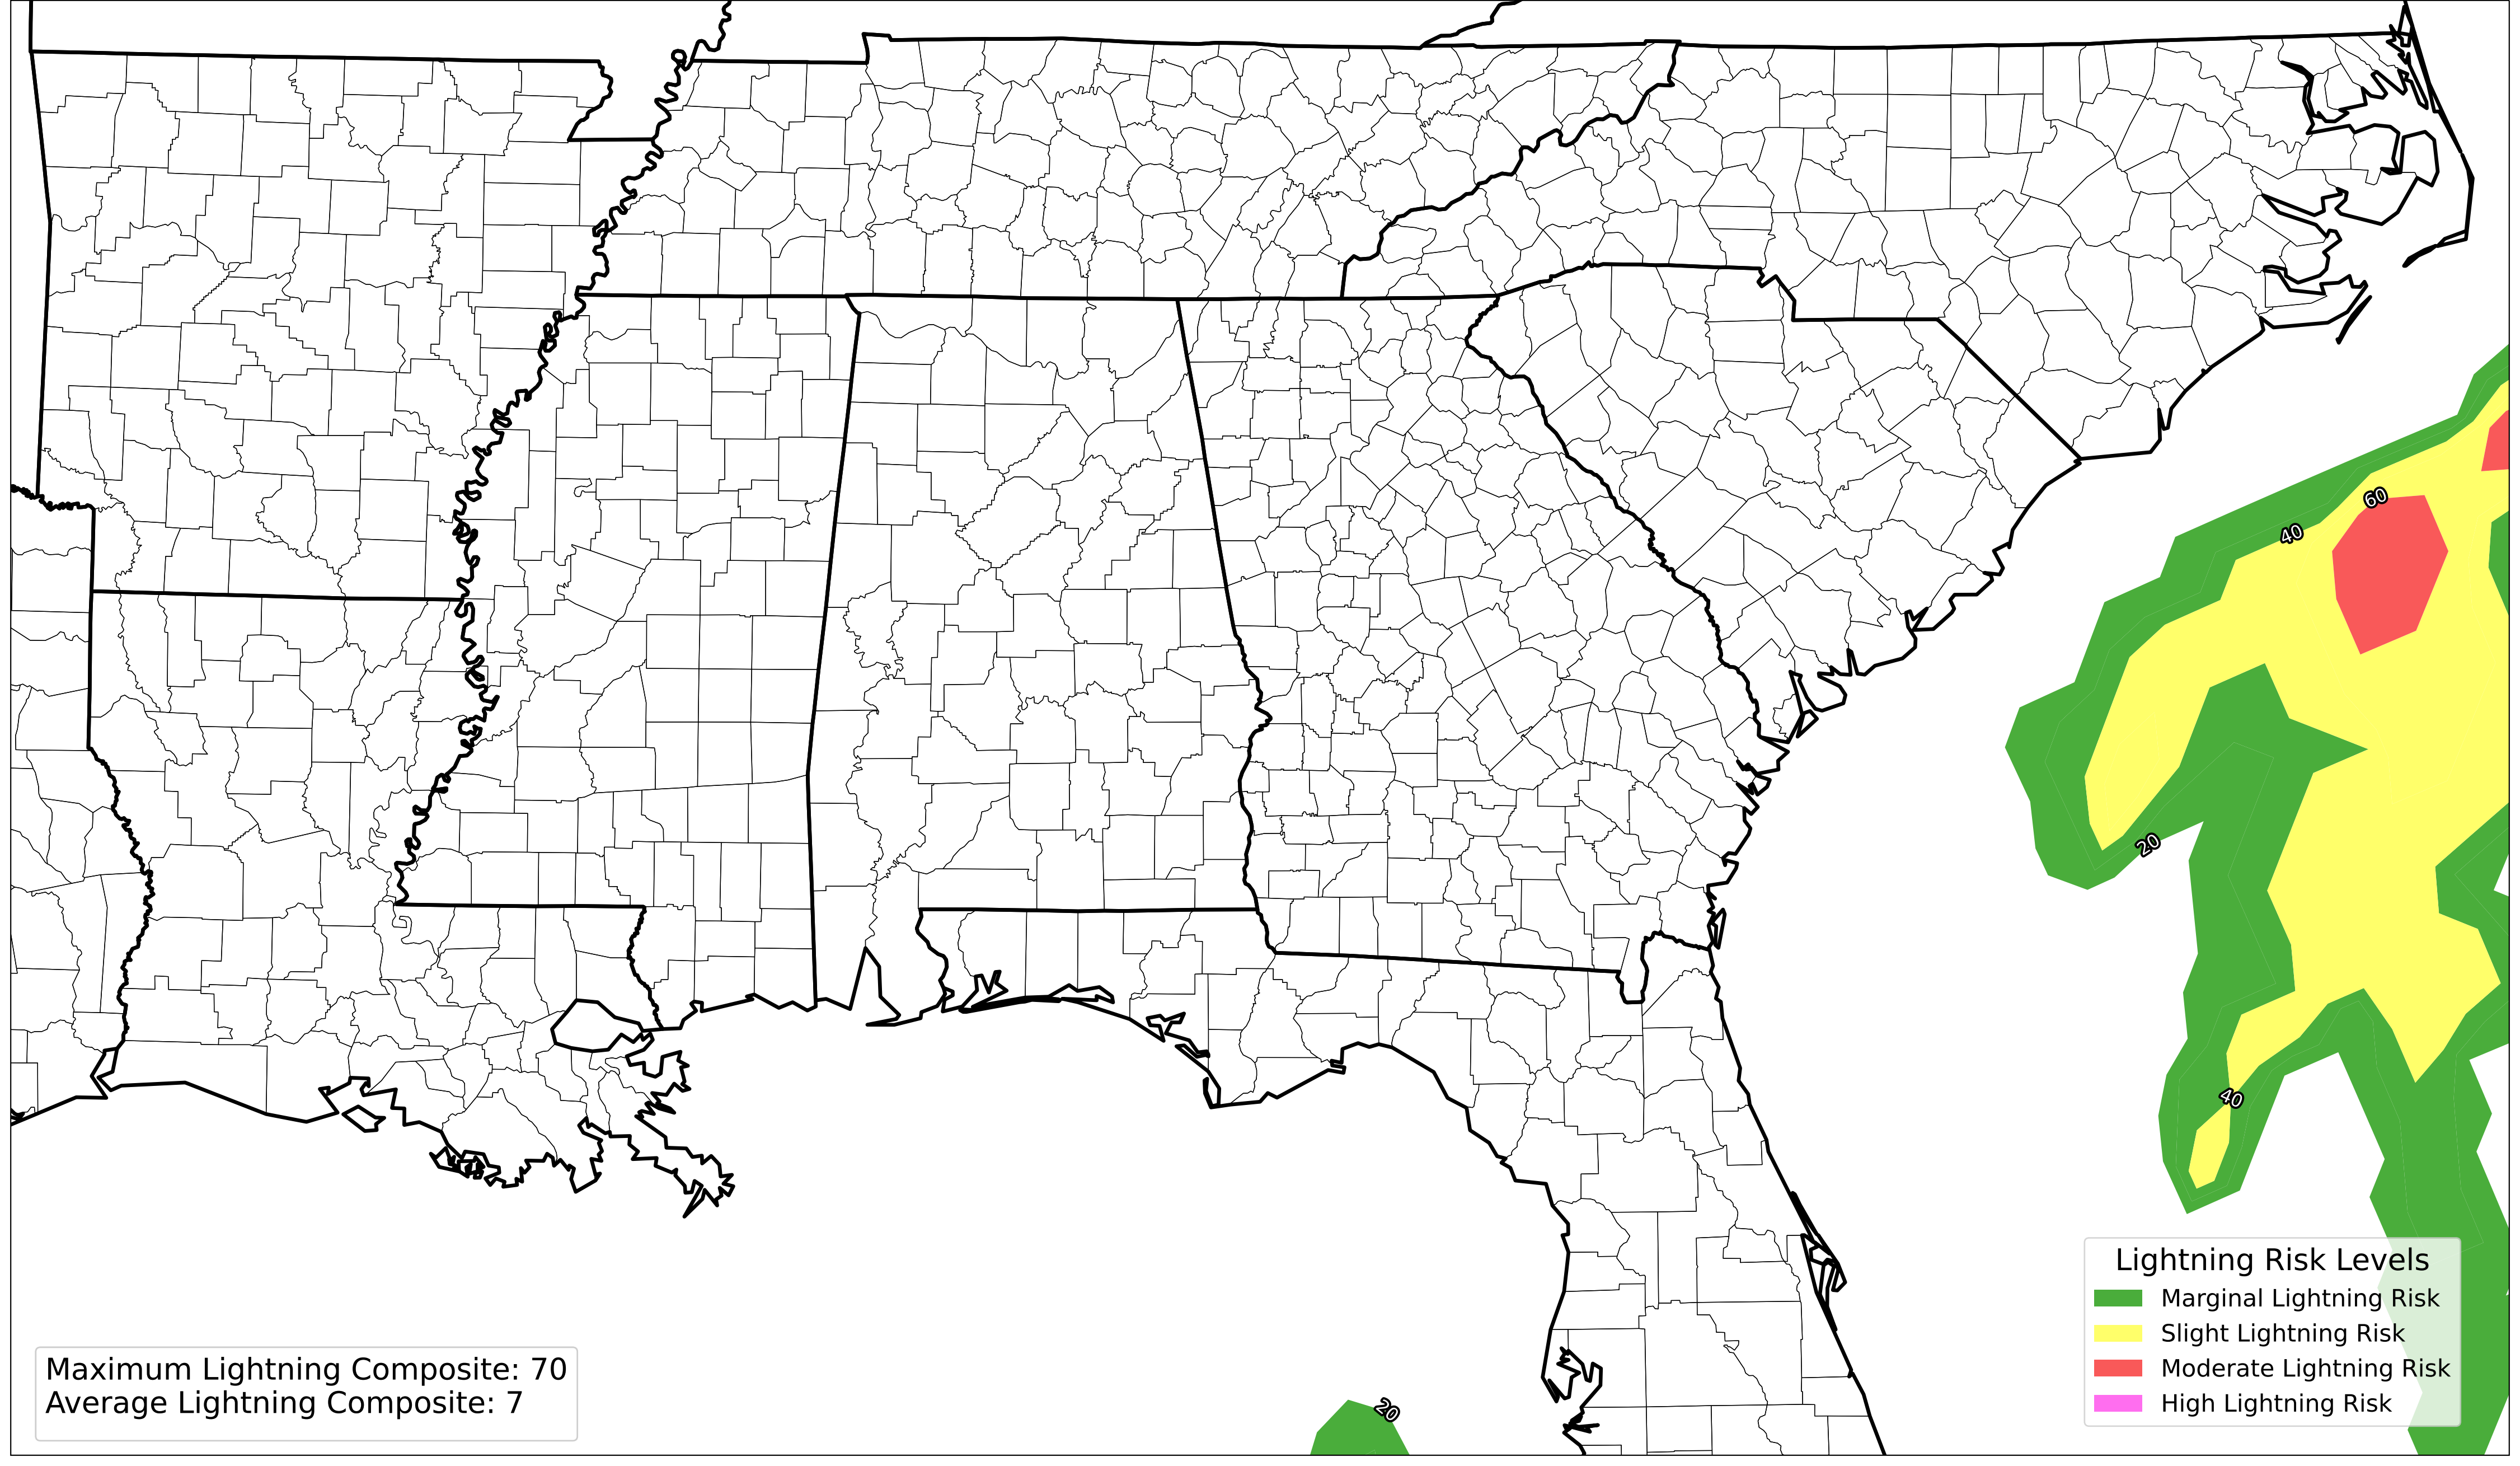 60
40
20
40
Lightning Risk Levels
Marginal Lightning Risk
Slight Lightning Risk
Moderate Lightning Risk
High Lightning Risk
Maximum Lightning Composite: 70
Average Lightning Composite: 7
20